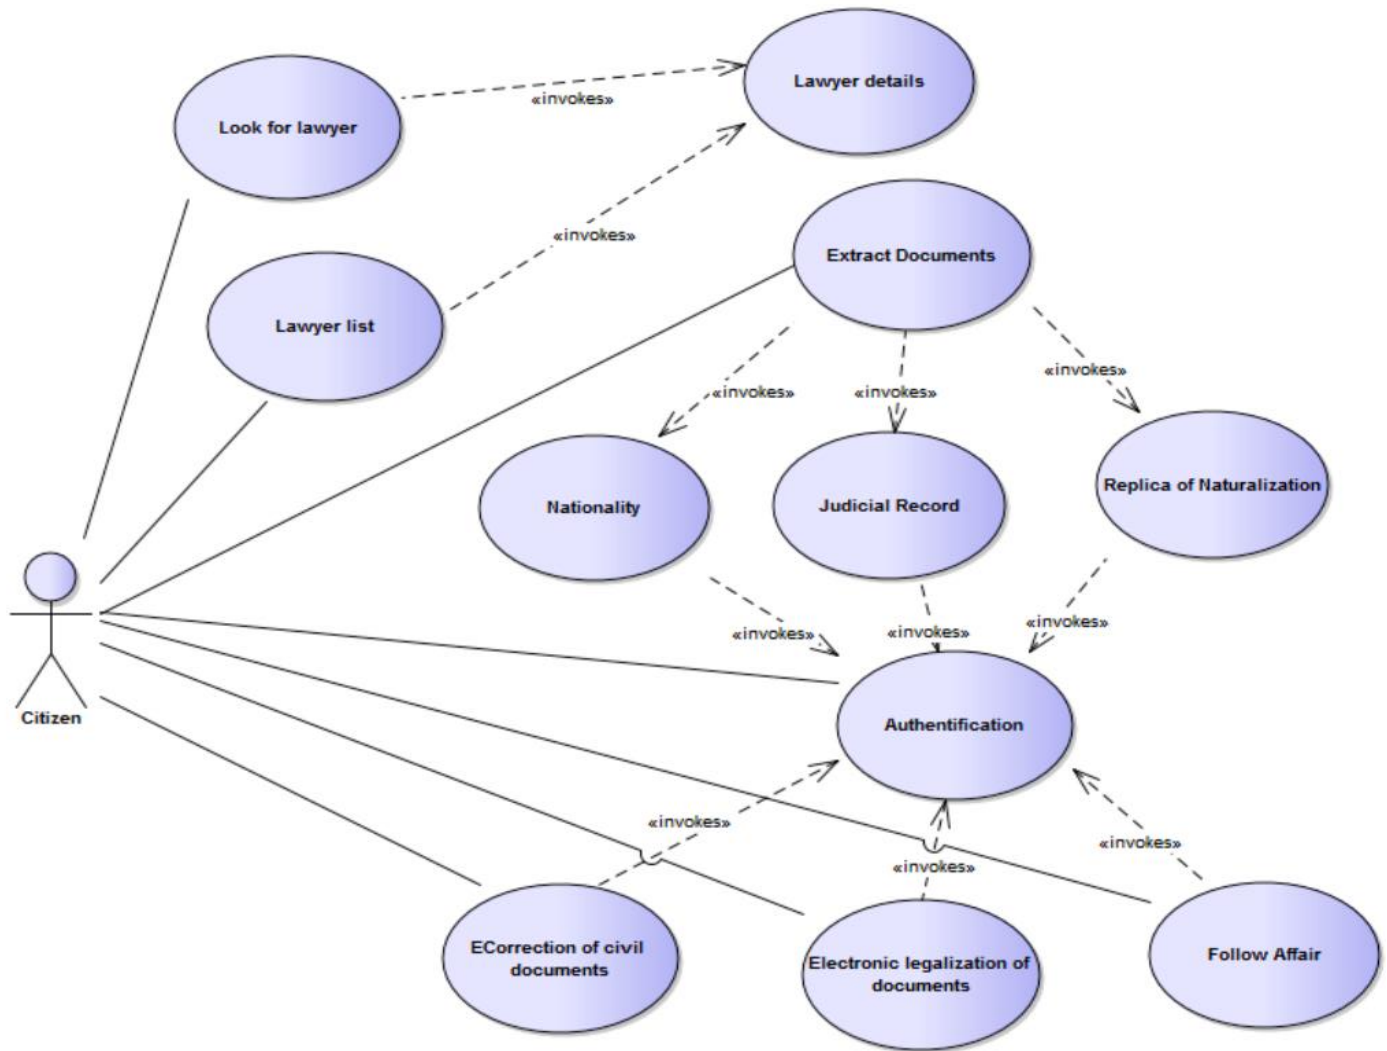 Lawyer details
«invokes»
Look for lawyer
«invokes»
Extract Documents
Lawyer list
«invokes»
«invokes»
«invokes»
Nationality
Judicial Record
Replica of Naturalization
«invokes»
«invokes»
«invokes»
Citizen
Authentification
«invokes»
«invokes»
«invokes»
ECorrection of civil
documents
Electronic legalization of
documents
Follow Affair